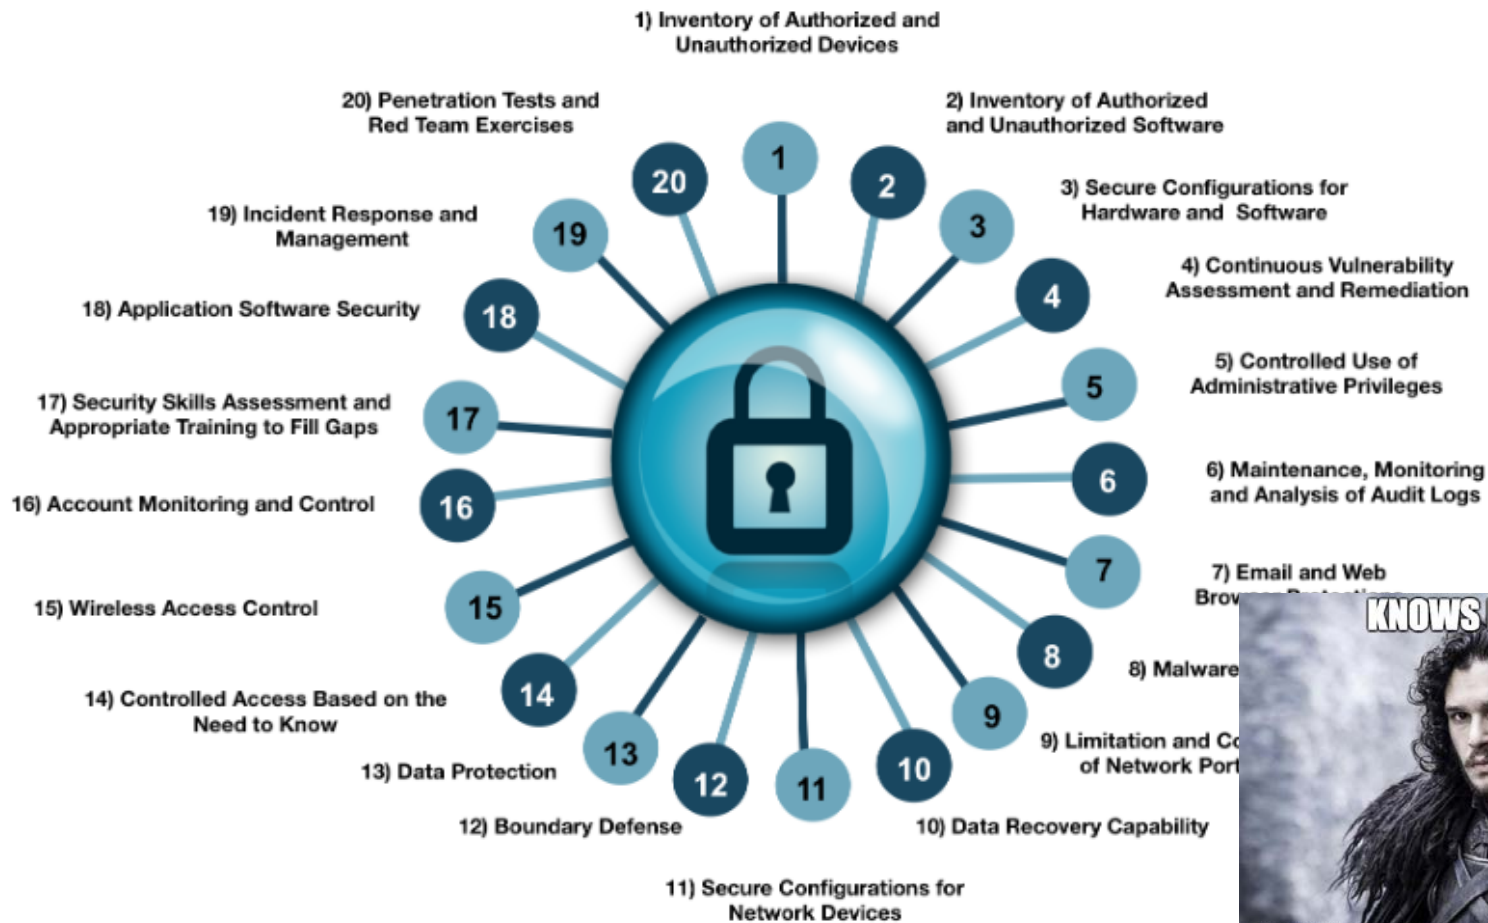 1) Inventory of Authorized and
Unauthorized Devices
2) Inventory of Authorized
and Unauthorized Software
3) Secure Configurations for
Hardware and Software
4) Continuous Vulnerability
Assessment and Remediation
5) Controlled Use of
Administrative Privileges
6) Maintenance, Monitoring
and Analysis of Audit Logs
7) Email and Web
8) Malware
9) Limitation and
of Network
10) Data Recovery Capability
11) Secure Configurations for
Network Devices
12) Boundary Defense
13) Data Protection
14) Controlled Access Based on the
Need to Know
15) Wireless Access Control
16) Account Monitoring and Control
17) Security Skills Assessment and
Appropriate Training to Fill Gaps
18) Application Software Security
19) Incident Response and
Management
20) Penetration Tests and
Red Team Exercises
1
2
3
4
5
6
7
8
9
10
11
12
13
14
15
16
17
18
19
20
KNOWS